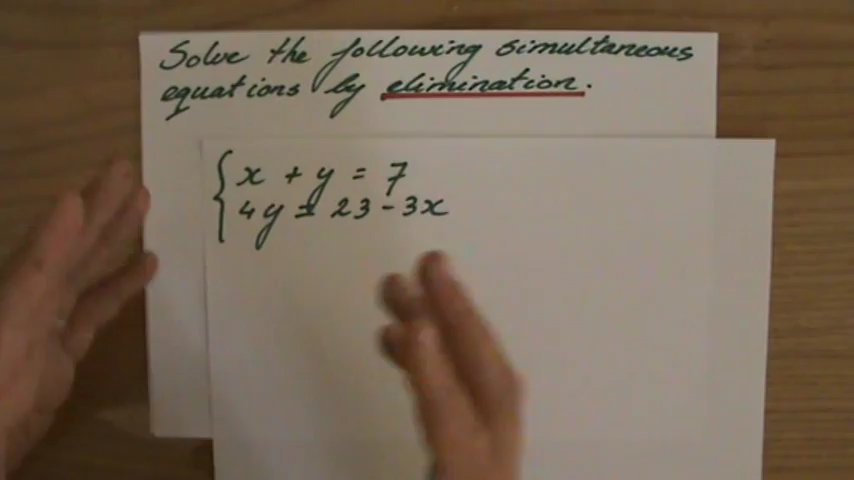 Solve the following simultaneous
equations by elimination.
x + y = 7
4y = 23 - 3x